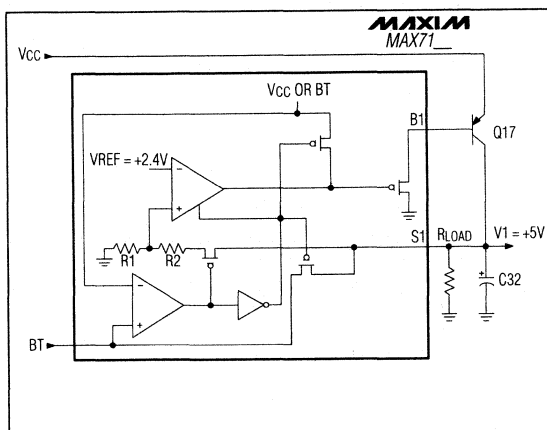 MAXIM
MAX71__
VCC
VCC OR BT
B1
Q17
VREF = +2.4V
−
+
S1
RLOAD
V1 = +5V
R1
R2
+
C32
−
+
BT